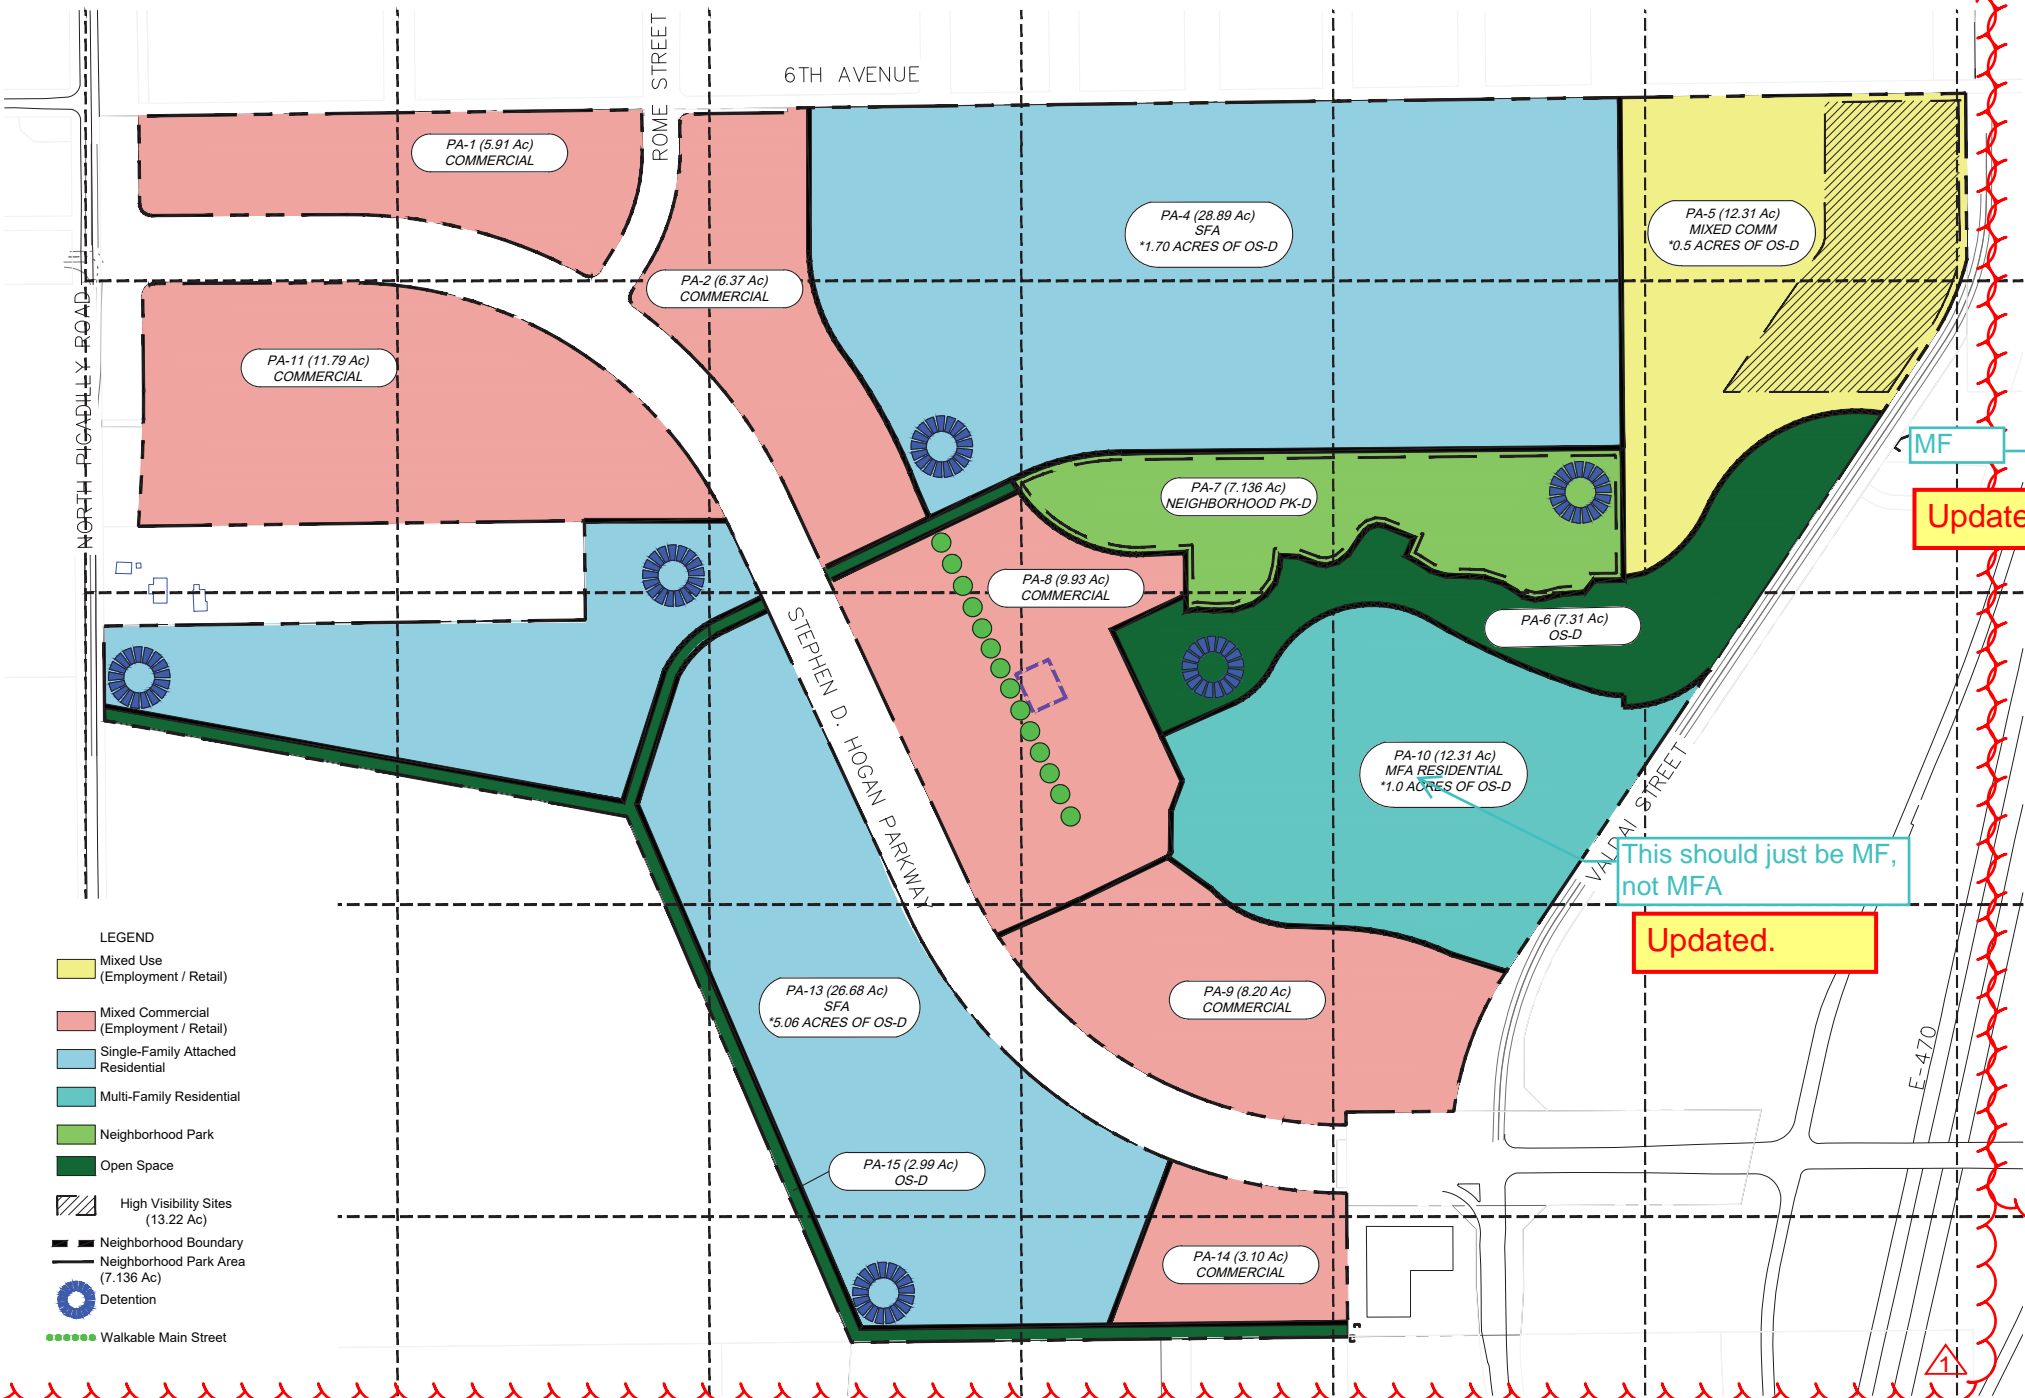 6TH AVENUE
ROME STREET
PA-1 (5.91 Ac)
COMMERCIAL
PA-4 (28.89 Ac)
SFA
*1.70 ACRES OF OS-D
PA-5 (12.31 Ac)
MIXED COMM
*0.5 ACRES OF OS-D
PA-2 (6.37 Ac)
COMMERCIAL
NORTH PICADILLY ROAD
PA-11 (11.79 Ac)
COMMERCIAL
MF
Update
PA-7 (7.136 Ac)
NEIGHBORHOOD PK-D
PA-8 (9.93 Ac)
COMMERCIAL
PA-6 (7.31 Ac)
OS-D
STEPHEN D. HOGAN PARKWAY
PA-10 (12.31 Ac)
MFA RESIDENTIAL
*1.0 ACRES OF OS-D
VALDAI STREET
This should just be MF,
not MFA
Updated.
PA-13 (26.68 Ac)
SFA
*5.06 ACRES OF OS-D
PA-9 (8.20 Ac)
COMMERCIAL
E-470
PA-15 (2.99 Ac)
OS-D
PA-14 (3.10 Ac)
COMMERCIAL
LEGEND
Mixed Use
(Employment / Retail)
Mixed Commercial
(Employment / Retail)
Single-Family Attached
Residential
Multi-Family Residential
Neighborhood Park
Open Space
High Visibility Sites
(13.22 Ac)
Neighborhood Boundary
Neighborhood Park Area
(7.136 Ac)
Detention
Walkable Main Street
1